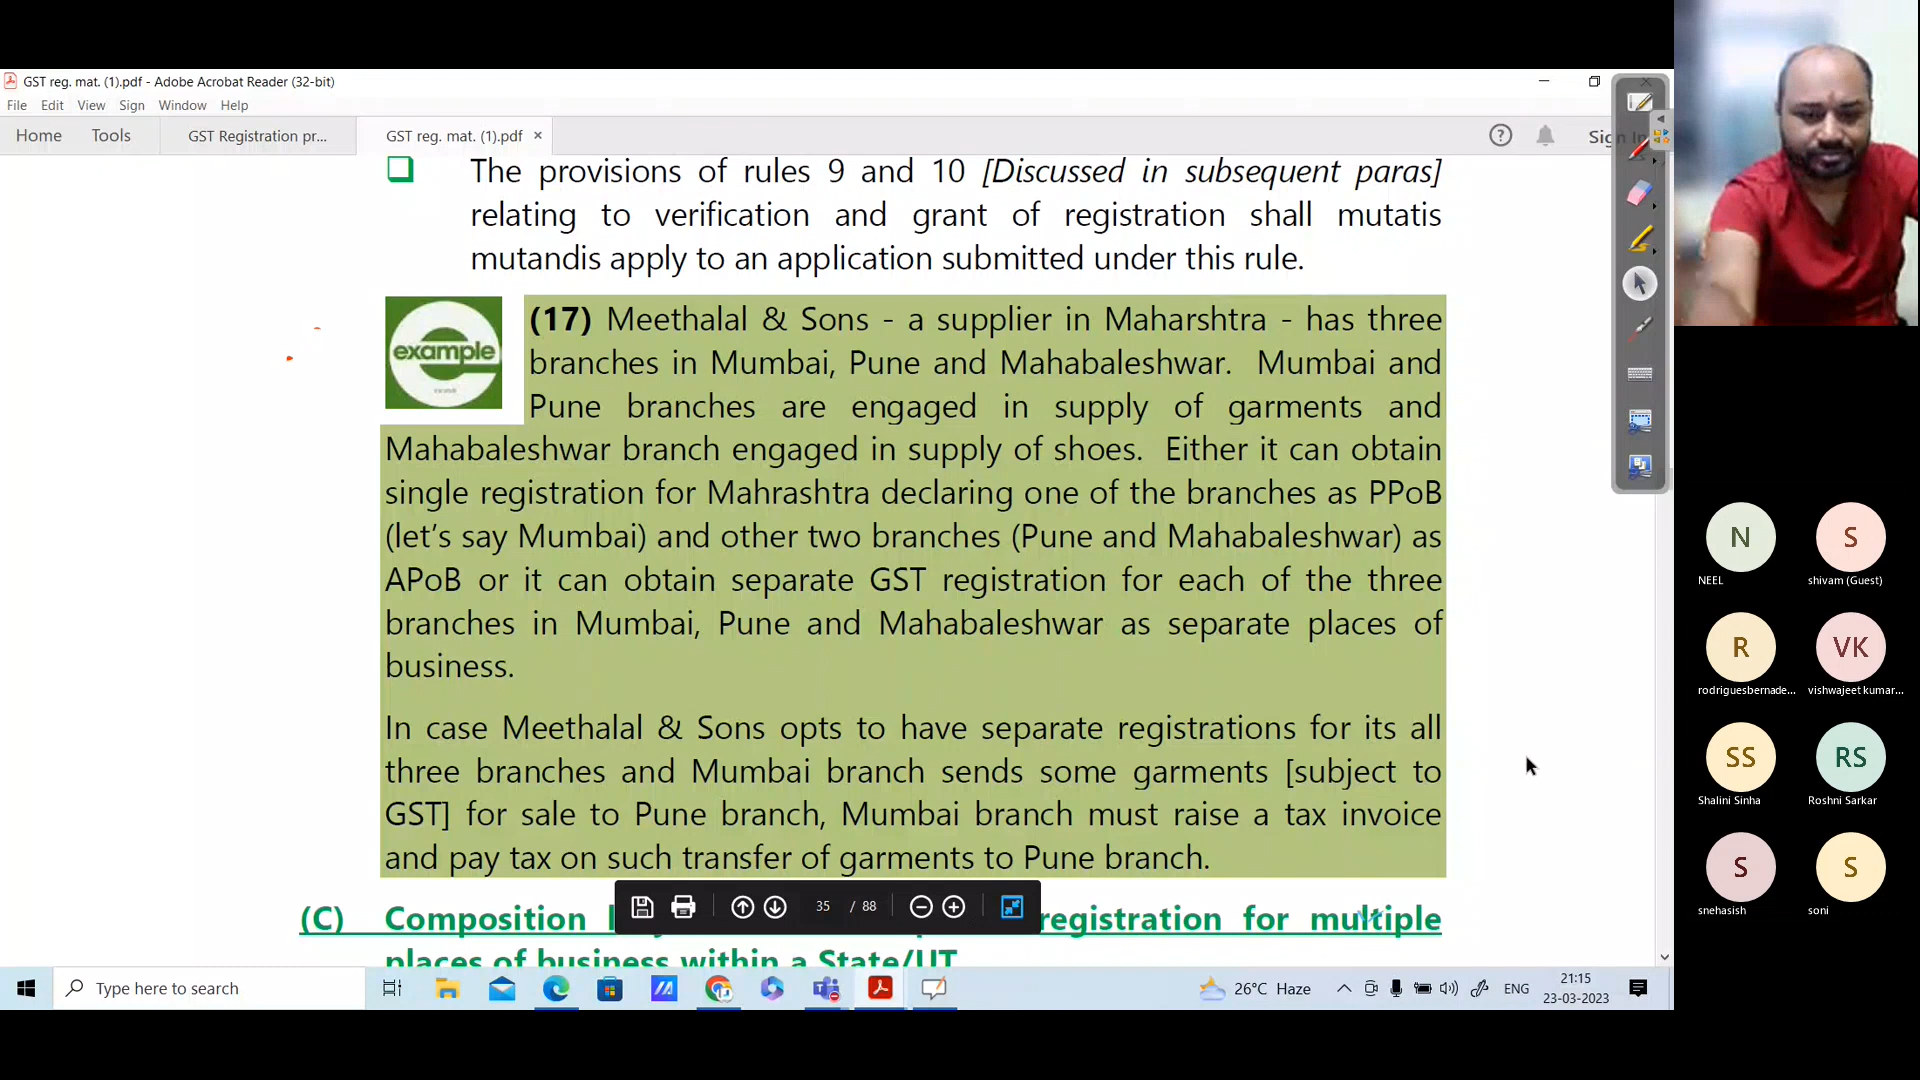 GST reg. mat. (1).pdf - Adobe Acrobat Reader (32-bit)
File Edit View Sign Window Help
Home Tools GST Registration pr... GST reg. mat. (1).pdf × Sign In
The provisions of rules 9 and 10 [Discussed in subsequent paras]
relating to verification and grant of registration shall mutatis
mutandis apply to an application submitted under this rule.
example
(17) Meethalal & Sons - a supplier in Maharshtra - has three
branches in Mumbai, Pune and Mahabaleshwar. Mumbai and
Pune branches are engaged in supply of garments and
Mahabaleshwar branch engaged in supply of shoes. Either it can obtain
single registration for Mahrashtra declaring one of the branches as PPoB
(let's say Mumbai) and other two branches (Pune and Mahabaleshwar) as
APoB or it can obtain separate GST registration for each of the three
branches in Mumbai, Pune and Mahabaleshwar as separate places of
business.
In case Meethalal & Sons opts to have separate registrations for its all
three branches and Mumbai branch sends some garments [subject to
GST] for sale to Pune branch, Mumbai branch must raise a tax invoice
and pay tax on such transfer of garments to Pune branch.
35 / 88
(C) Composition registration for multiple
places of business within a State/UT
Type here to search
26°C Haze
ENG
21:15
23-03-2023
N S
NEEL shivam (Guest)
R VK
rodriguesbernade... vishwajeet kumar...
SS RS
Shalini Sinha Roshni Sarkar
S S
snehasish soni